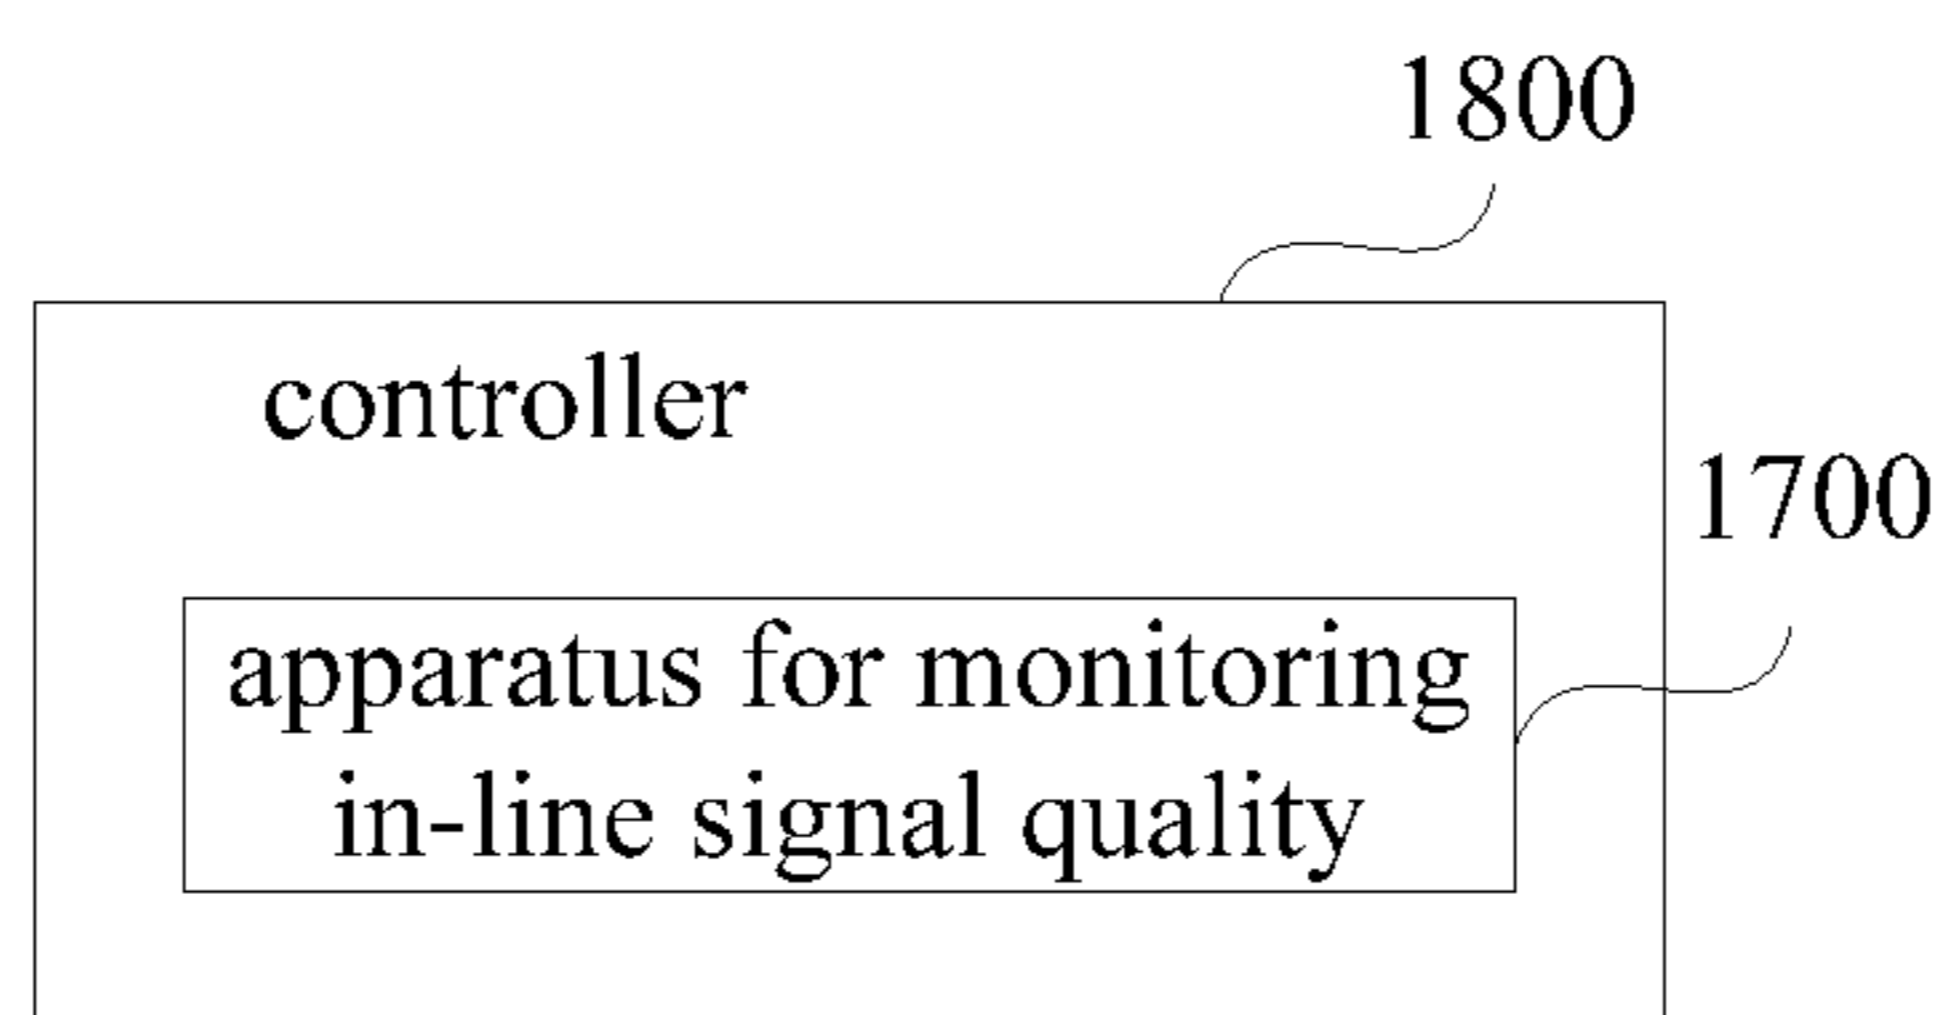 1800
controller
1700
apparatus for monitoring
in-line signal quality